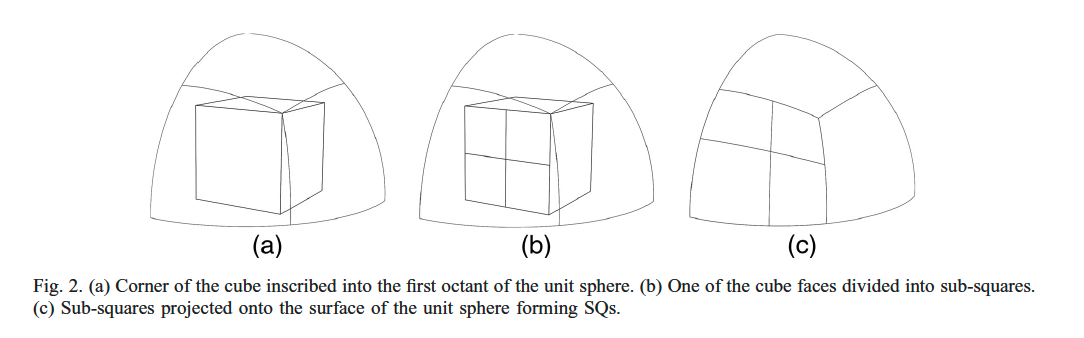 (a) (b) (c)
Fig. 2. (a) Corner of the cube inscribed into the first octant of the unit sphere. (b) One of the cube faces divided into sub-squares.
(c) Sub-squares projected onto the surface of the unit sphere forming SQs.